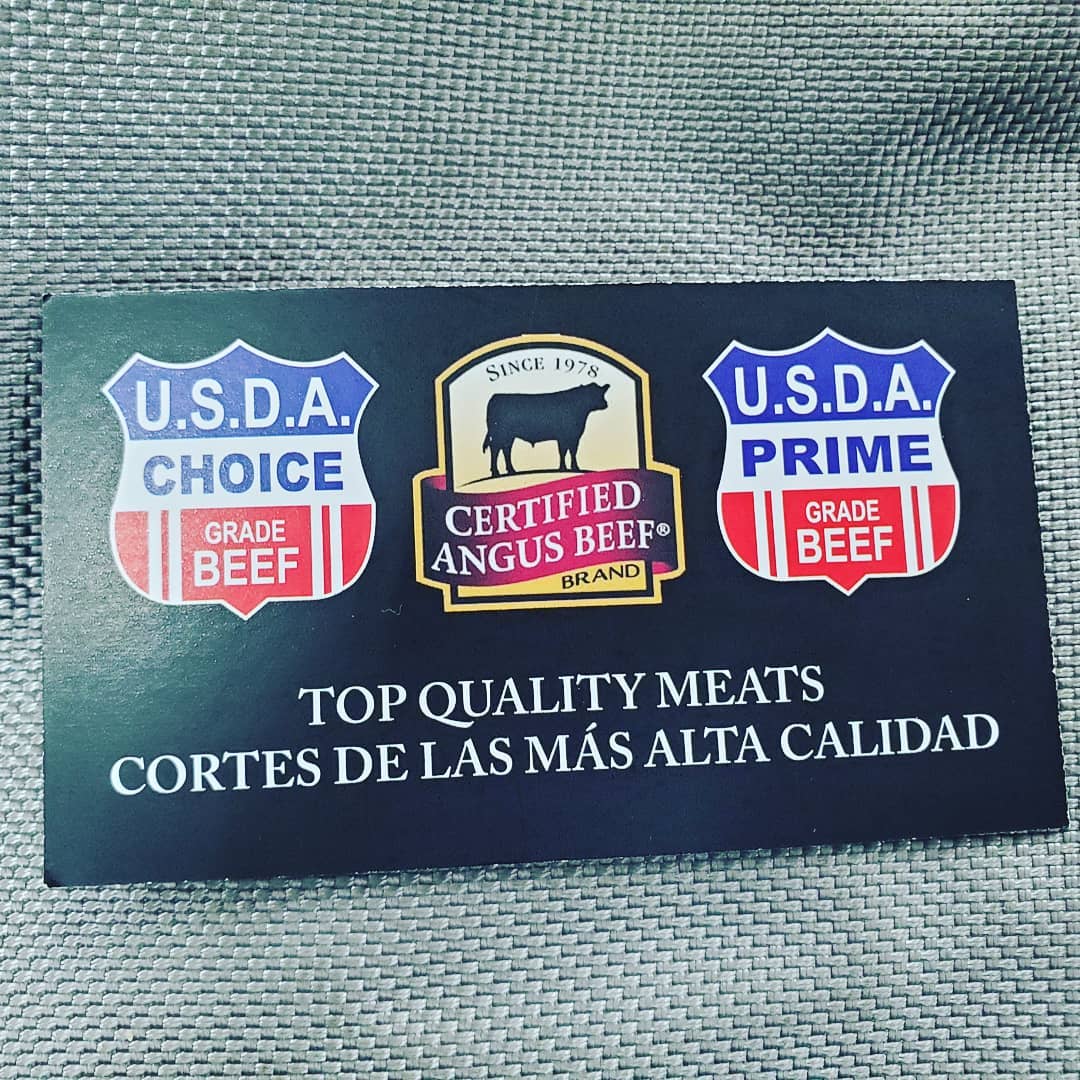 U.S.D.A.
CHOICE
GRADE
BEEF
SINCE 1978
CERTIFIED
ANGUS BEEF®
BRAND
U.S.D.A.
PRIME
GRADE
BEEF
TOP QUALITY MEATS
CORTES DE LAS MÁS ALTA CALIDAD